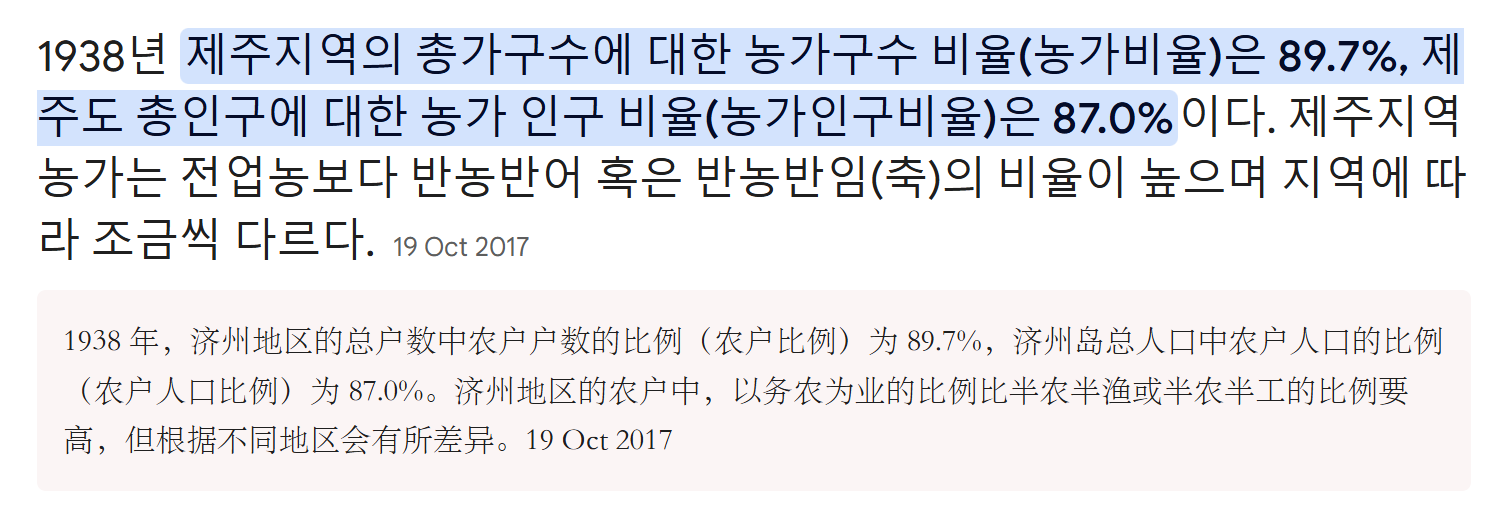 1938년 제주지역의 총가구수에 대한 농가구수 비율(농가비율)은 89.7%, 제
주도 총인구에 대한 농가 인구 비율(농가인구비율)은 87.0%이다. 제주지역
농가는 전업농보다 반농반어 혹은 반농반임(축)의 비율이 높으며 지역에 따
라 조금씩 다르다. 19 Oct 2017
1938 年，济州地区的总户数中农户户数的比例（农户比例）为 89.7%，济州岛总人口中农户人口的比例
（农户人口比例）为 87.0%。济州地区的农户中，以务农为业的比例比半农半渔或半农半工的比例要
高，但根据不同地区会有所差异。19 Oct 2017